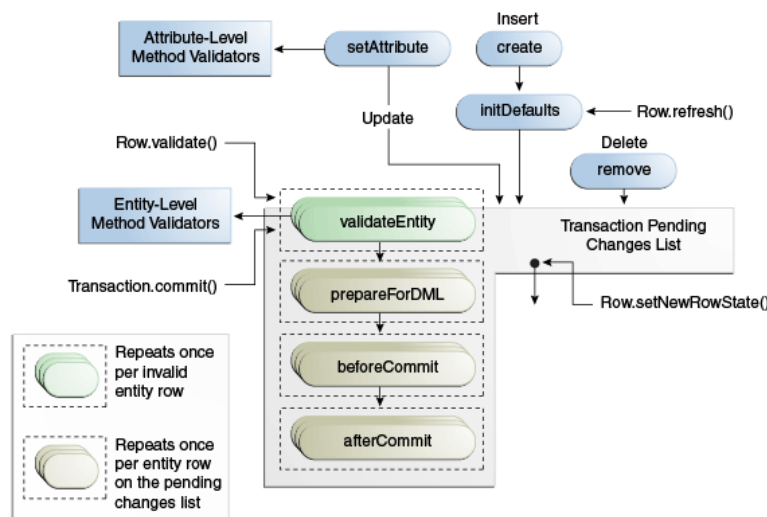 Insert
Attribute-Level
Method Validators
setAttribute
create
Update
initDefaults
Row.refresh()
Row.validate()
Delete
remove
Entity-Level
Method Validators
validateEntity
Transaction Pending
Changes List
Transaction.commit()
prepareForDML
Row.setNewRowState()
Repeats once
per invalid
entity row
beforeCommit
Repeats once
per entity row
on the pending
changes list
afterCommit